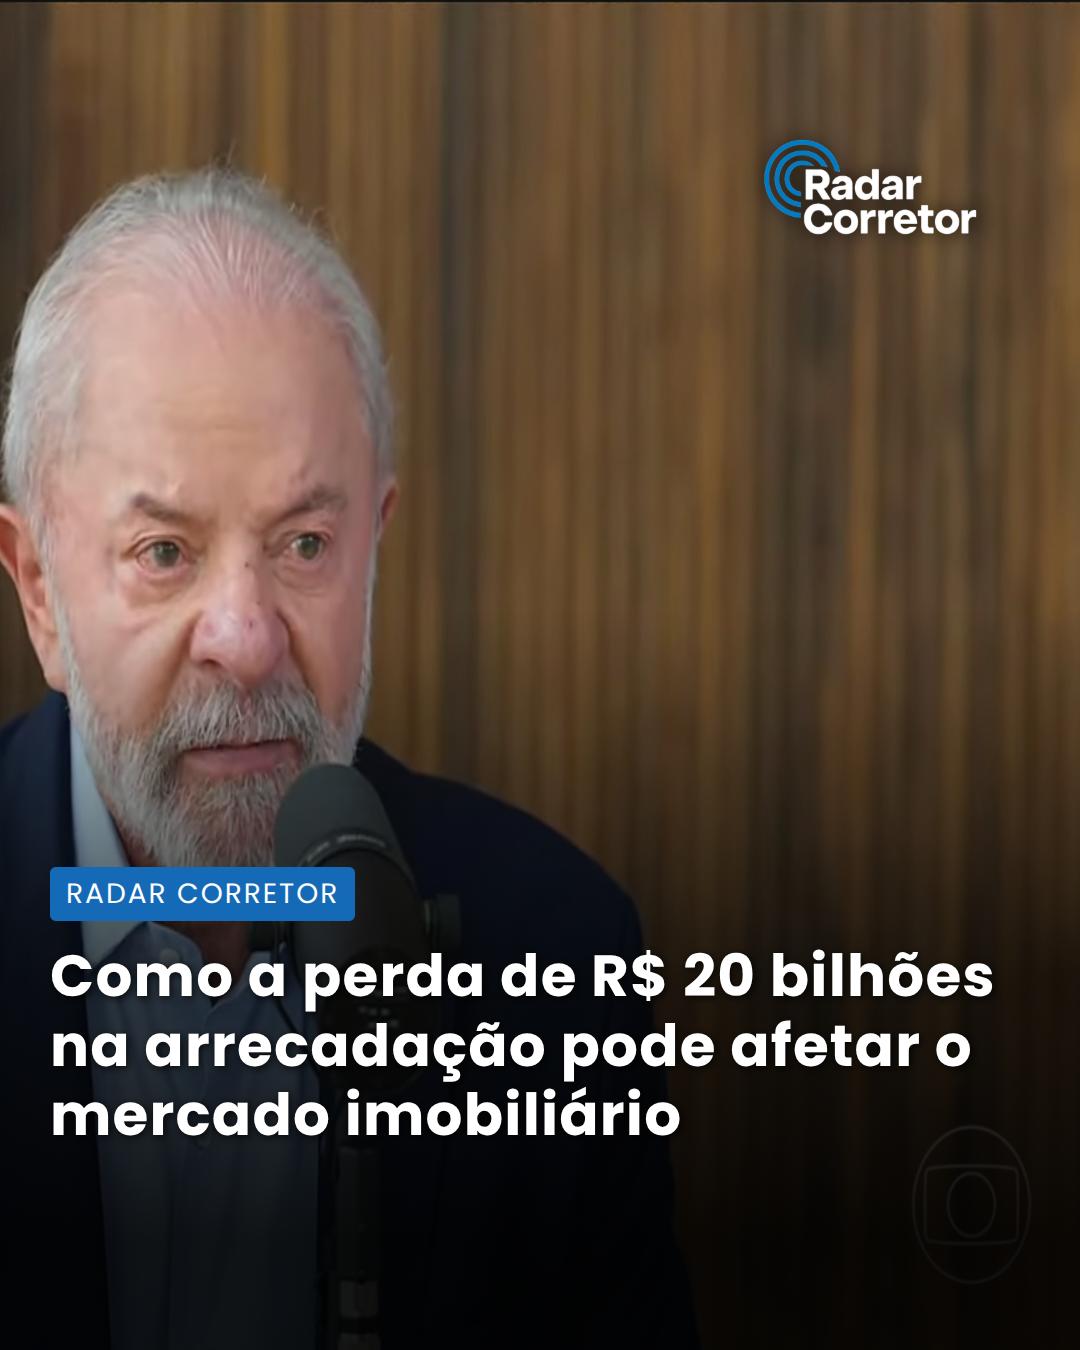 Radar
Corretor
RADAR CORRETOR
Como a perda de R$ 20 bilhões
na arrecadação pode afetar o
mercado imobiliário